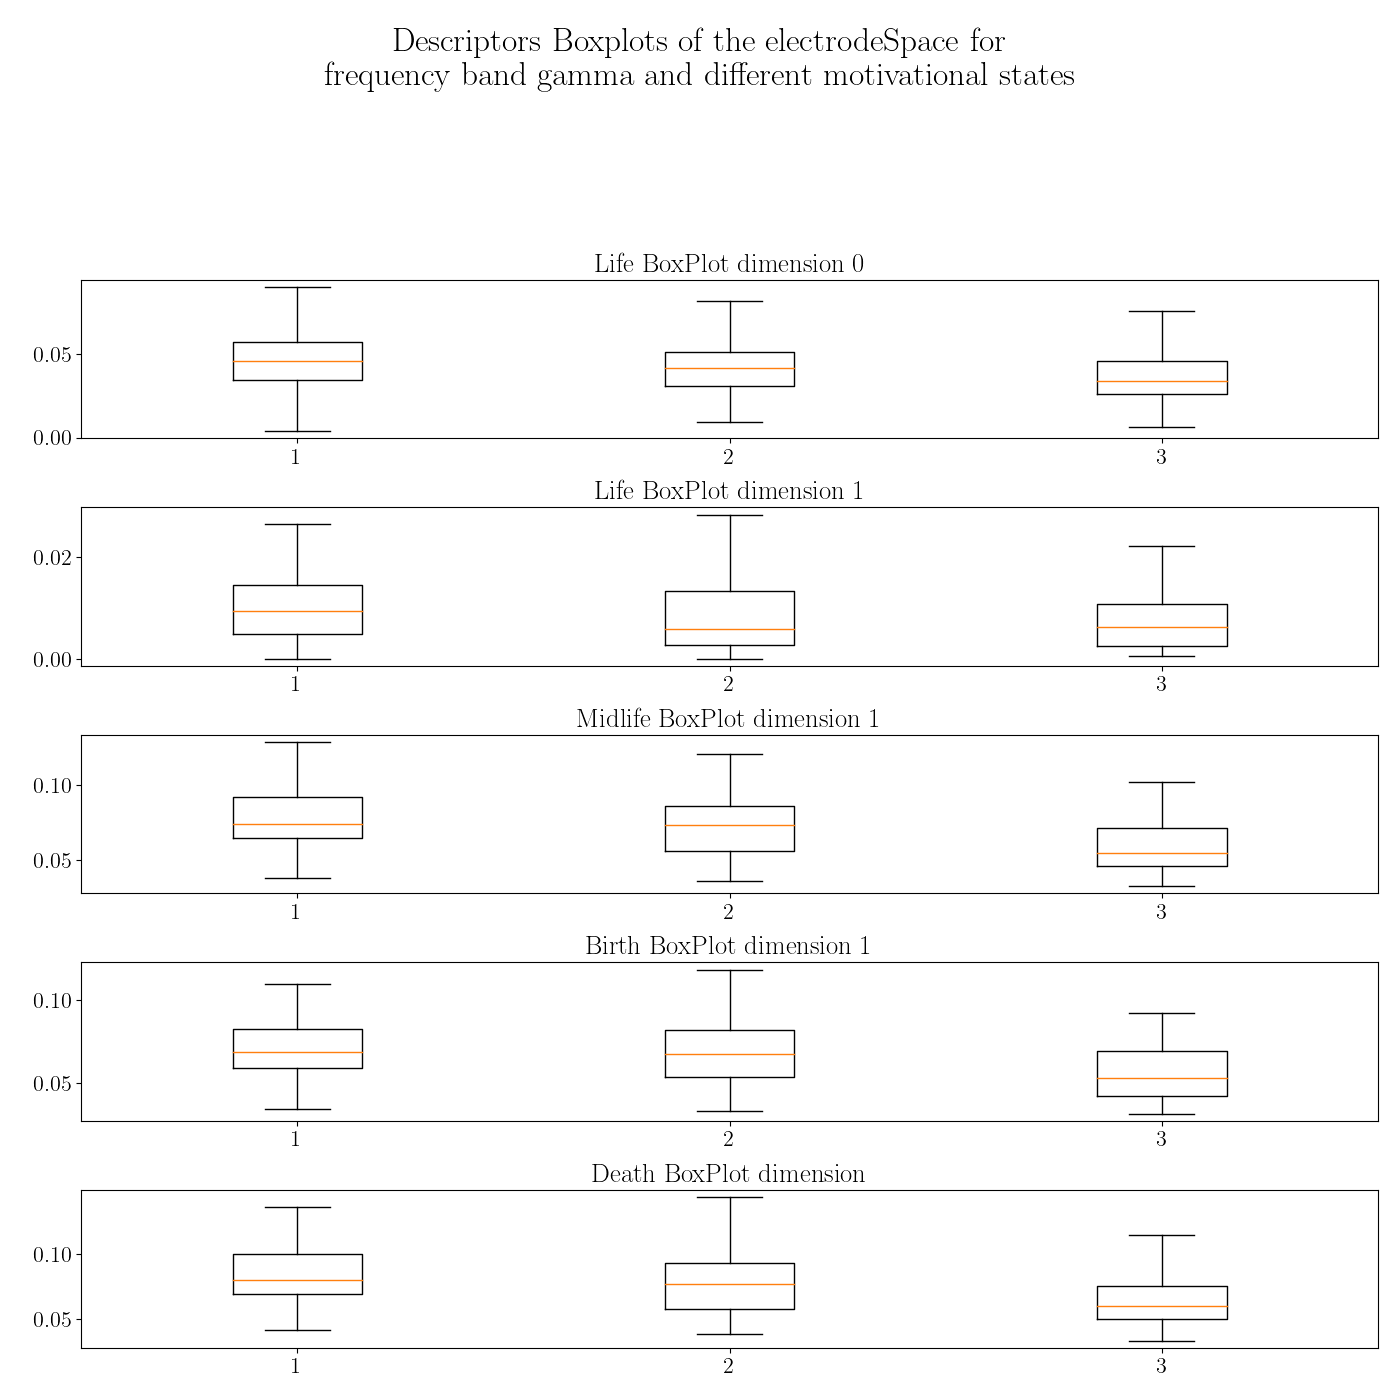 Descriptors Boxplots of the electrodeSpace for
frequency band gamma and different motivational states
Life BoxPlot dimension 0
0.05
0.00
1 2 3
Life BoxPlot dimension 1
0.02
0.00
1 2 3
Midlife BoxPlot dimension 1
0.10
0.05
1 2 3
Birth BoxPlot dimension 1
0.10
0.05
1 2 3
Death BoxPlot dimension
0.10
0.05
1 2 3